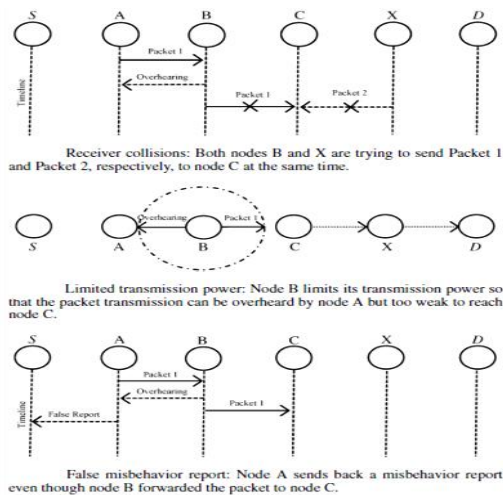 S A B C X D
Packet 1
Overhearing
Packet 1 Packet 2
Timeline
Receiver collisions: Both nodes B and X are trying to send Packet 1
and Packet 2, respectively, to node C at the same time.
Overhearing Packet 1
S A B C X D
Limited transmission power: Node B limits its transmission power so
that the packet transmission can be overheard by node A but too weak to reach
node C.
S A B C X D
Packet 1
Overhearing
Packet 1
False Report
Timeline
False misbehavior report: Node A sends back a misbehavior report
even though node B forwarded the packet to node C.